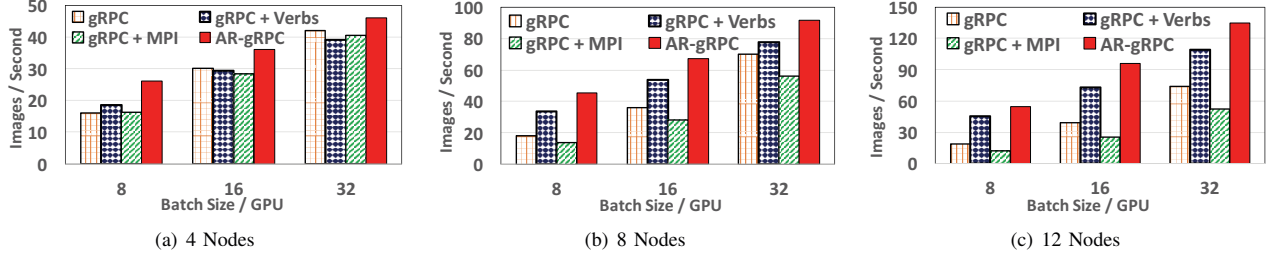 50
40
30
20
10
0
Images / Second
gRPC
gRPC + Verbs
gRPC + MPI
AR-gRPC
8
16
32
Batch Size / GPU
(a) 4 Nodes
100
80
60
40
20
0
Images / Second
gRPC
gRPC + Verbs
gRPC + MPI
AR-gRPC
8
16
32
Batch Size / GPU
(b) 8 Nodes
150
120
90
60
30
0
Images / Second
gRPC
gRPC + Verbs
gRPC + MPI
AR-gRPC
8
16
32
Batch Size / GPU
(c) 12 Nodes